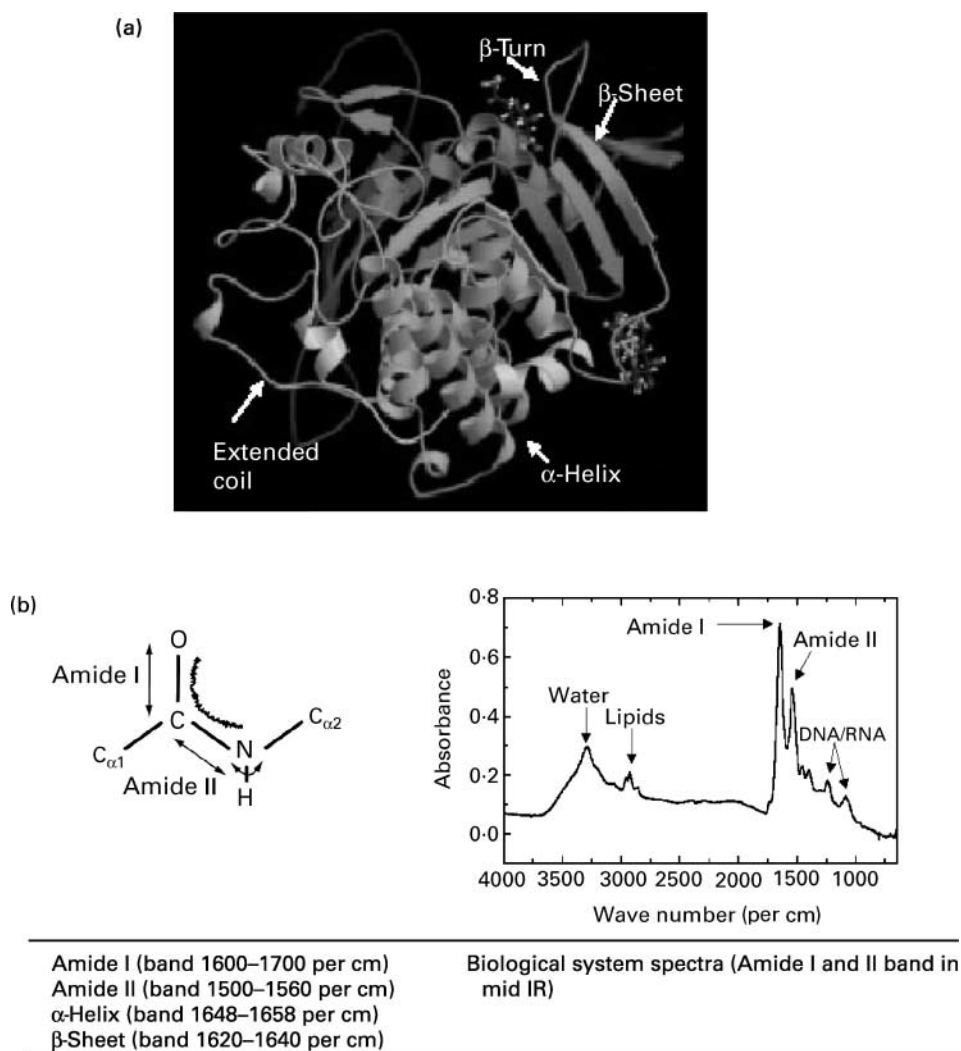 (a)
β-Turn
β-Sheet
Extended
coil
α-Helix
(b)
O
Amide I
C
N
Cα1
Cα2
Amide II
H
Absorbance
0·8
0·6
0·4
0·2
0·0
Amide I
Amide II
Water
Lipids
DNA/RNA
4000 3500 3000 2500 2000 1500 1000
Wave number (per cm)
Amide I (band 1600–1700 per cm)
Amide II (band 1500–1560 per cm)
α-Helix (band 1648–1658 per cm)
β-Sheet (band 1620–1640 per cm)
Biological system spectra (Amide I and II band in
mid IR)